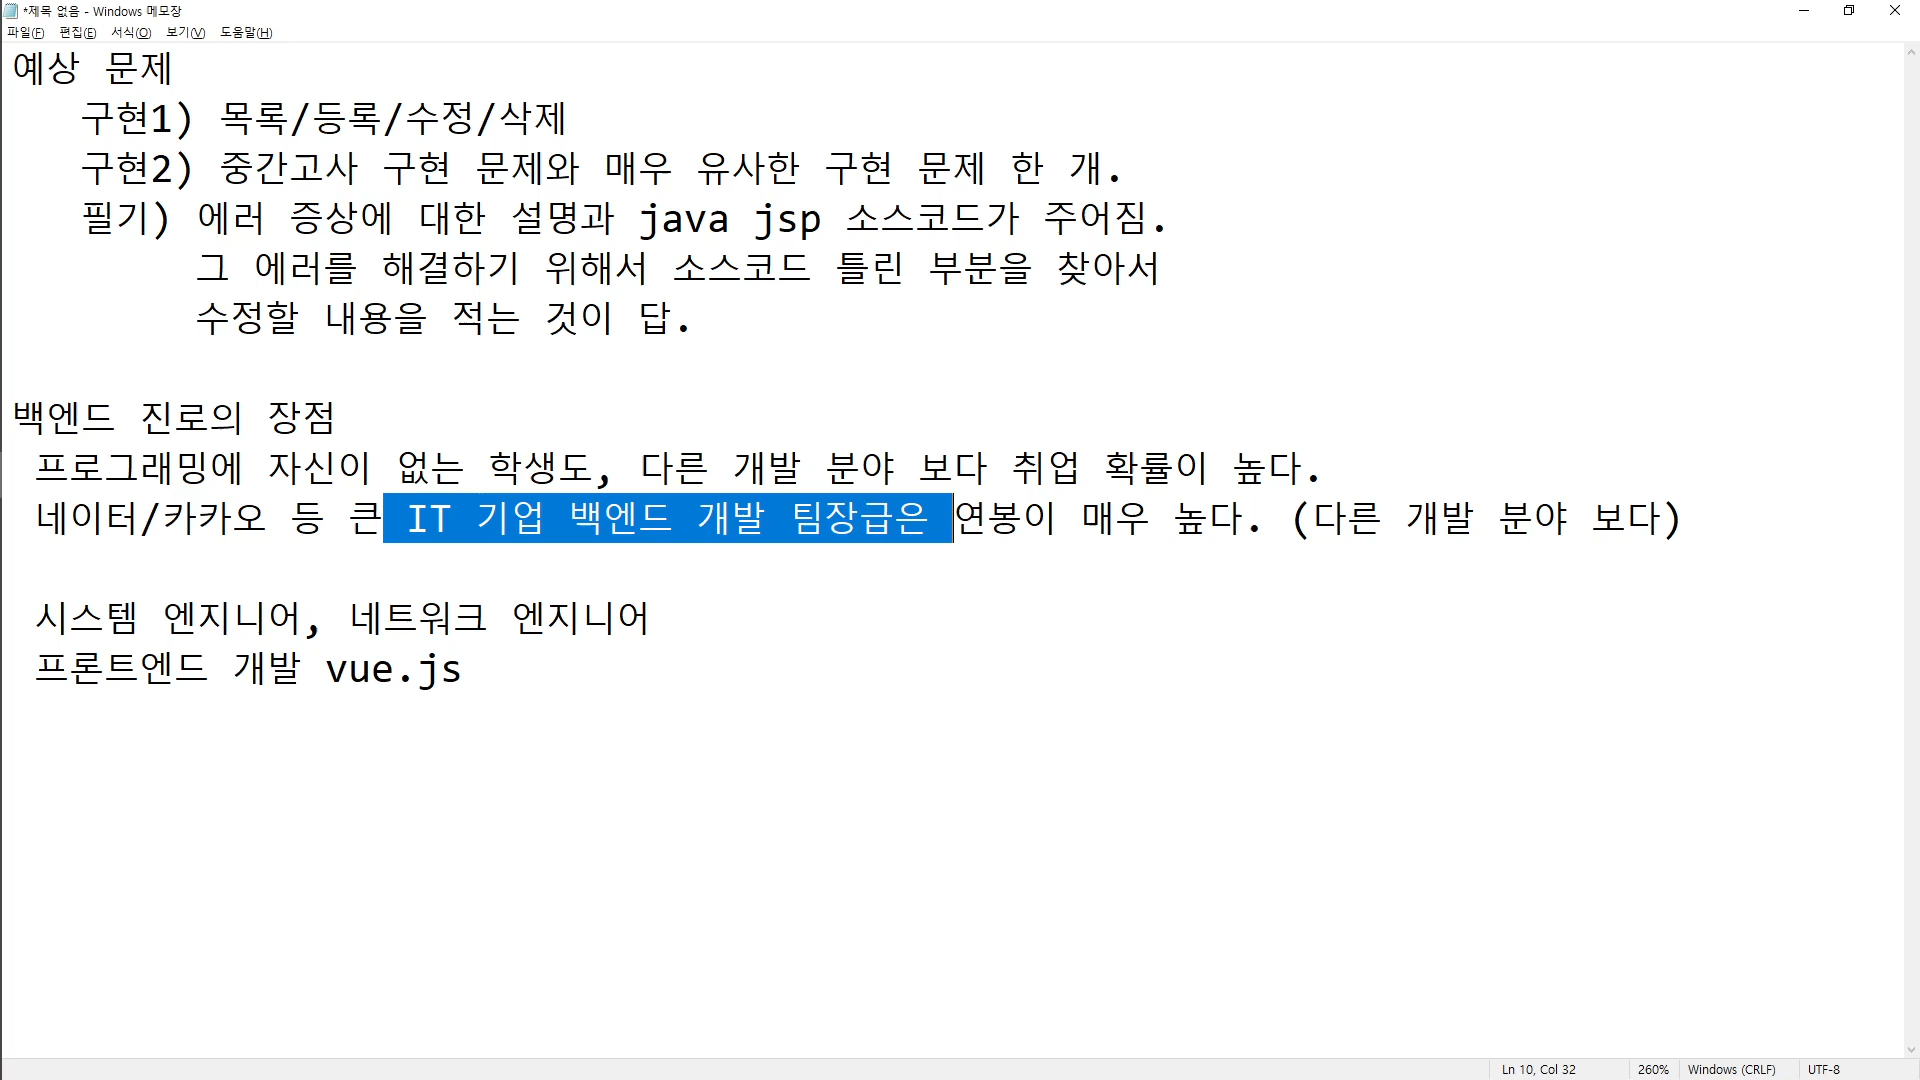 *제목 없음 - Windows 메모장
파일(F) 편집(E) 서식(O) 보기(V) 도움말(H)
예상 문제
구현1) 목록/등록/수정/삭제
구현2) 중간고사 구현 문제와 매우 유사한 구현 문제 한 개.
필기) 에러 증상에 대한 설명과 java jsp 소스코드가 주어짐.
그 에러를 해결하기 위해서 소스코드 틀린 부분을 찾아서
수정할 내용을 적는 것이 답.
백엔드 진로의 장점
프로그래밍에 자신이 없는 학생도, 다른 개발 분야 보다 취업 확률이 높다.
네이터/카카오 등 큰 IT 기업 백엔드 개발 팀장급은 연봉이 매우 높다. (다른 개발 분야 보다)
시스템 엔지니어, 네트워크 엔지니어
프론트엔드 개발 vue.js
Ln 10, Col 32 260% Windows (CRLF) UTF-8